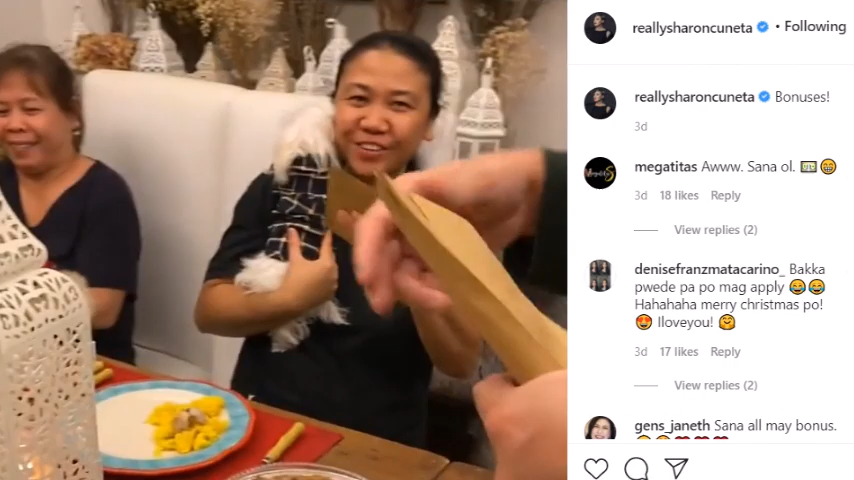 reallysharoncuneta • Following
reallysharoncuneta Bonuses!
3d
megatitas Awww. Sana ol. 💵😁
3d 18 likes Reply
View replies (2)
denisefranzmatacarino_ Bakka
pwede pa po mag apply 😂😂
Hahahaha merry christmas po!
😍 Iloveyou! 🤗
3d 17 likes Reply
View replies (2)
gens_janeth Sana all may bonus.